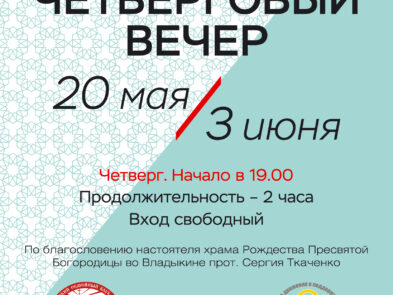 ЧЕТВЕРГОВЫЙ
ВЕЧЕР
20 мая
3 июня
Четверг. Начало в 19.00
Продолжительность – 2 часа
Вход свободный
По благословению настоятеля храма Рождества Пресвятой
Богородицы во Владыкине прот. Сергия Ткаченко